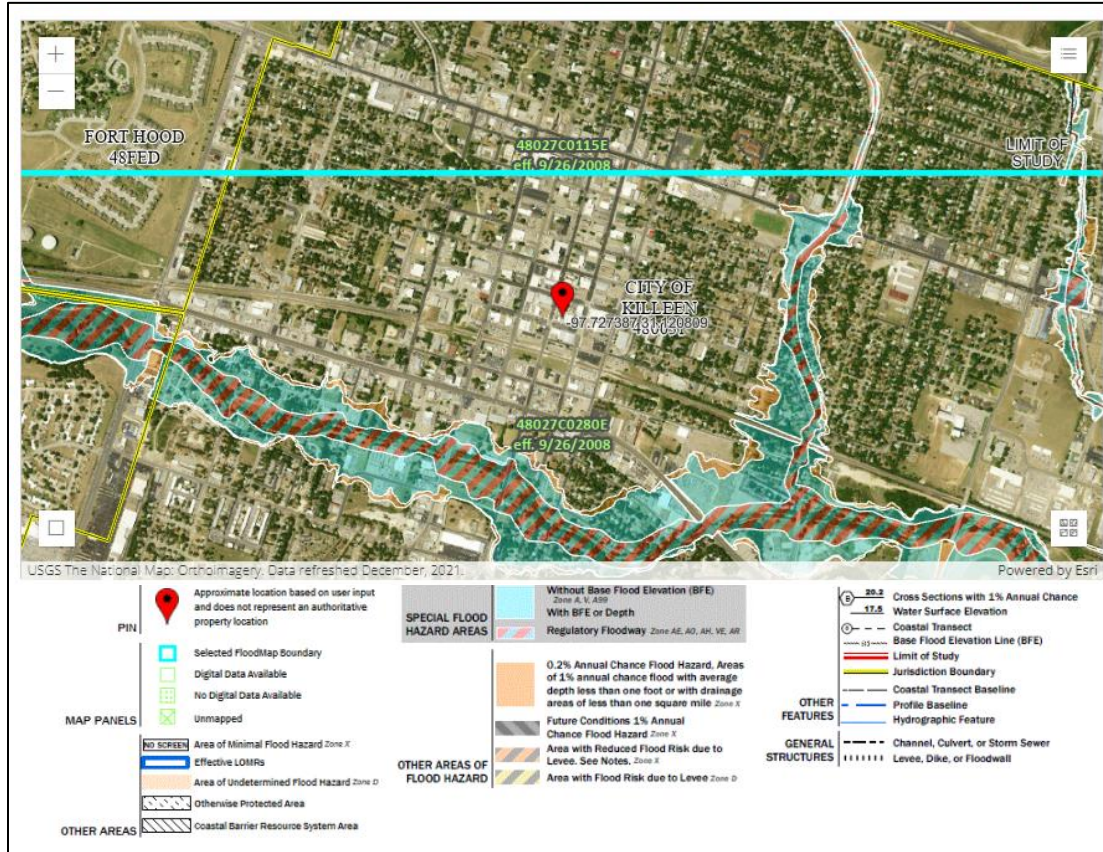 FORT HOOD
48FED
48027C0115E
eff. 9/26/2008
LIMIT OF
STUDY
CITY OF
KILLEEN
-97.727387 31.120809
48027C0280E
eff. 9/26/2008
USGS The National Map: Orthoimagery. Data refreshed December, 2021.
Powered by Esri
PIN
Approximate location based on user input
and does not represent an authoritative
property location
MAP PANELS
Selected FloodMap Boundary
Digital Data Available
No Digital Data Available
Unmapped
OTHER AREAS
NO SCREEN Area of Minimal Flood Hazard Zone X
Effective LOMRs
Area of Undetermined Flood Hazard Zone D
Otherwise Protected Area
Coastal Barrier Resource System Area
SPECIAL FLOOD
HAZARD AREAS
Without Base Flood Elevation (BFE)
Zone A, V, A99
With BFE or Depth
Regulatory Floodway Zone AE, AO, AH, VE, AR
OTHER AREAS OF
FLOOD HAZARD
0.2% Annual Chance Flood Hazard, Areas
of 1% annual chance flood with average
depth less than one foot or with drainage
areas of less than one square mile Zone X
Future Conditions 1% Annual
Chance Flood Hazard Zone X
Area with Reduced Flood Risk due to
Levee. See Notes. Zone X
Area with Flood Risk due to Levee Zone D
OTHER
FEATURES
20.2 Cross Sections with 1% Annual Chance
17.5 Water Surface Elevation
Coastal Transect
Base Flood Elevation Line (BFE)
Limit of Study
Jurisdiction Boundary
Coastal Transect Baseline
Profile Baseline
Hydrographic Feature
GENERAL
STRUCTURES
Channel, Culvert, or Storm Sewer
Levee, Dike, or Floodwall